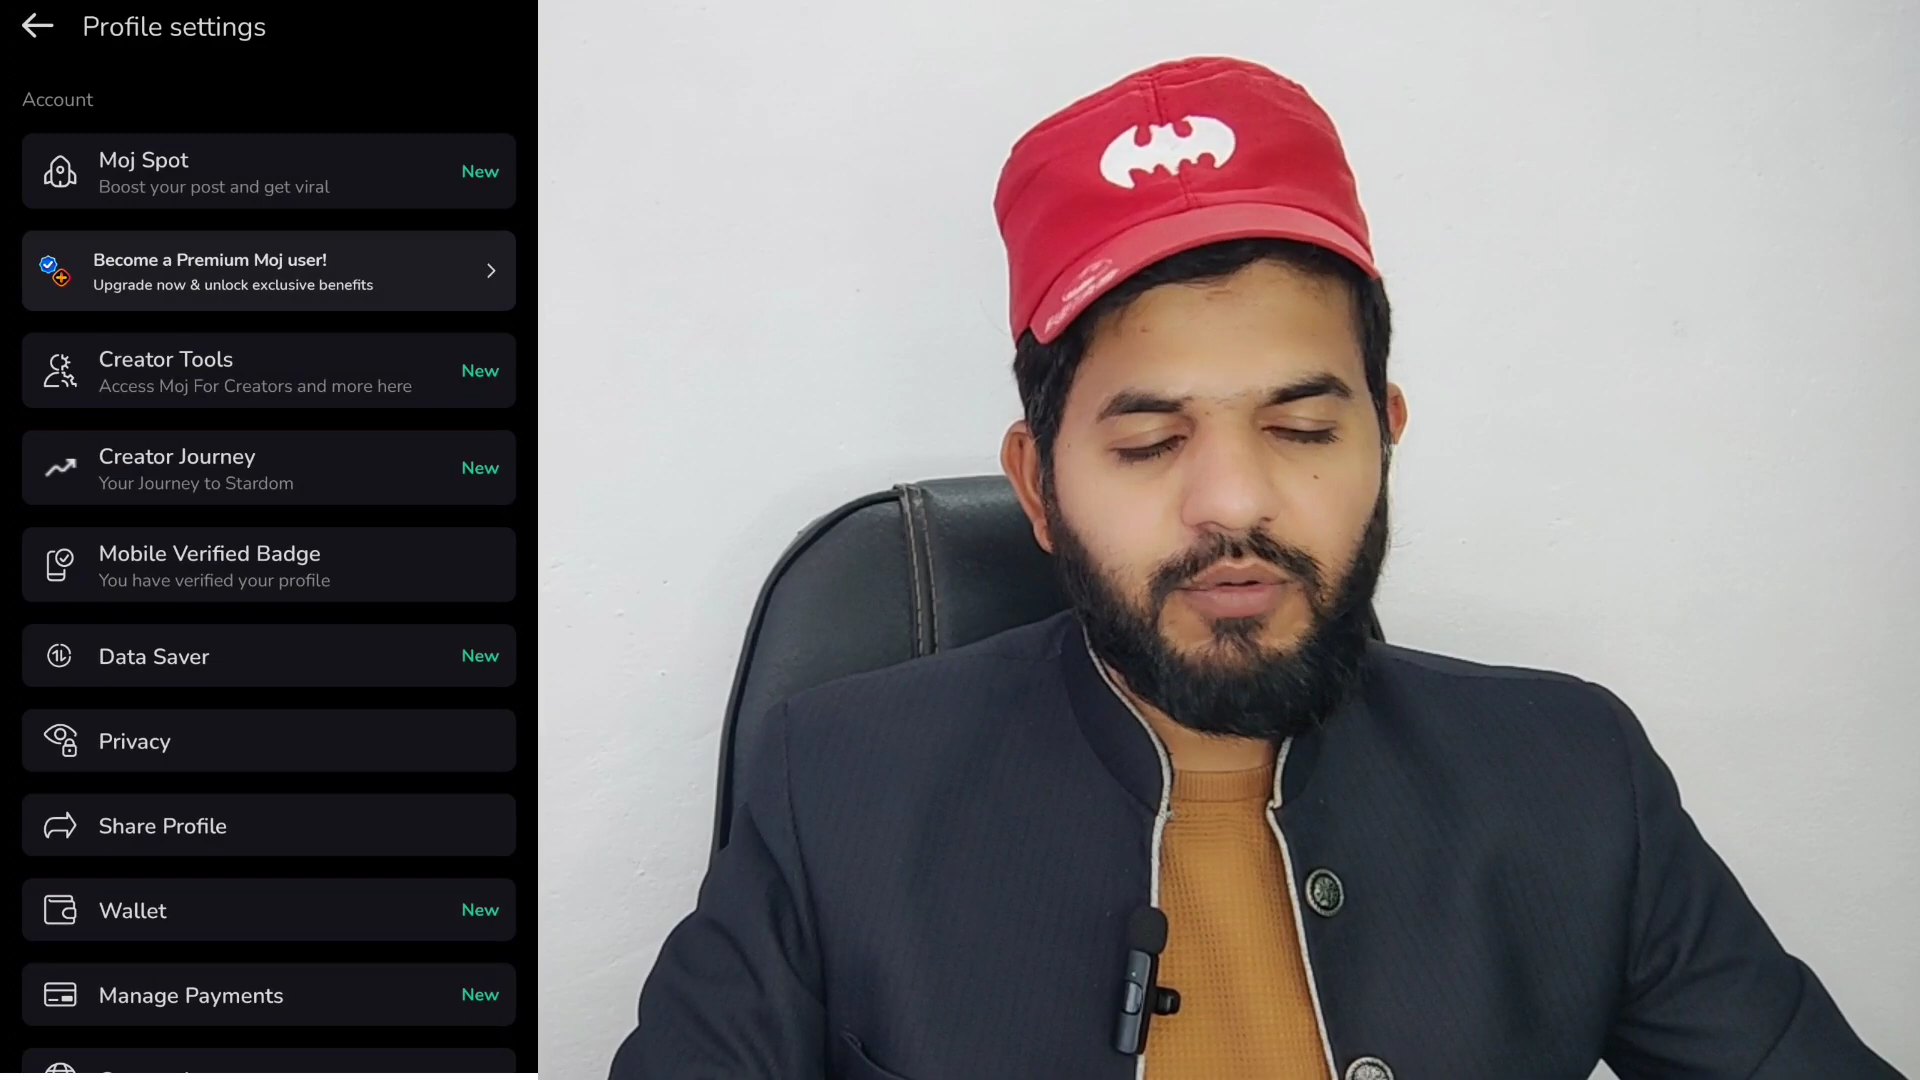 Profile settings
Account
Moj Spot
Boost your post and get viral
New
Become a Premium Moj user!
Upgrade now & unlock exclusive benefits
Creator Tools
Access Moj For Creators and more here
New
Creator Journey
Your Journey to Stardom
New
Mobile Verified Badge
You have verified your profile
Data Saver
New
Privacy
Share Profile
Wallet
New
Manage Payments
New